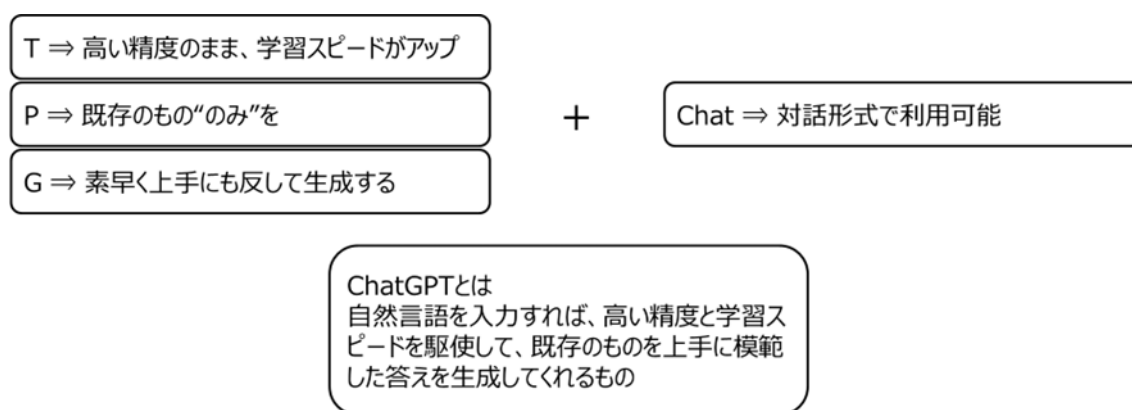 T ⇒ 高い精度のまま、学習スピードがアップ
P ⇒ 既存のもの“のみ”を
G ⇒ 素早く上手にも反して生成する
+
Chat ⇒ 対話形式で利用可能
ChatGPTとは
自然言語を入力すれば、高い精度と学習ス
ピードを駆使して、既存のものを上手に模範
した答えを生成してくれるもの